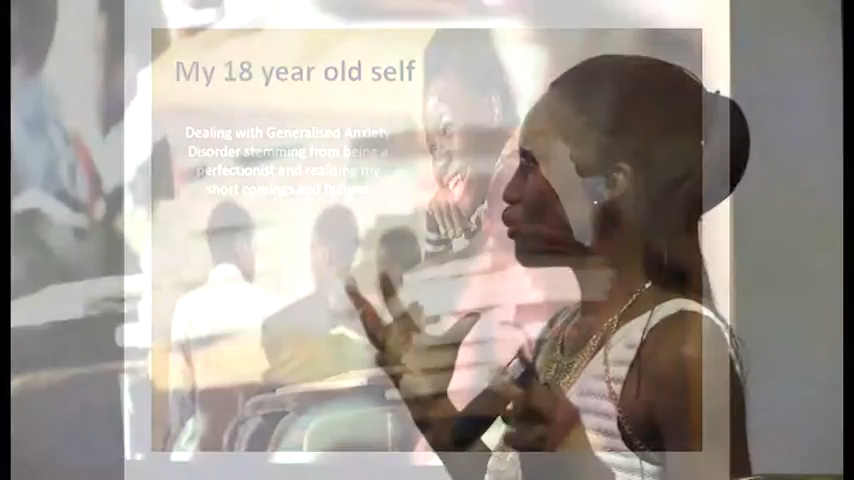 My 18 year old self
Dealing with Generalised Anxiety
Disorder stemming from being a
perfectionist and realising my
short comings and failures